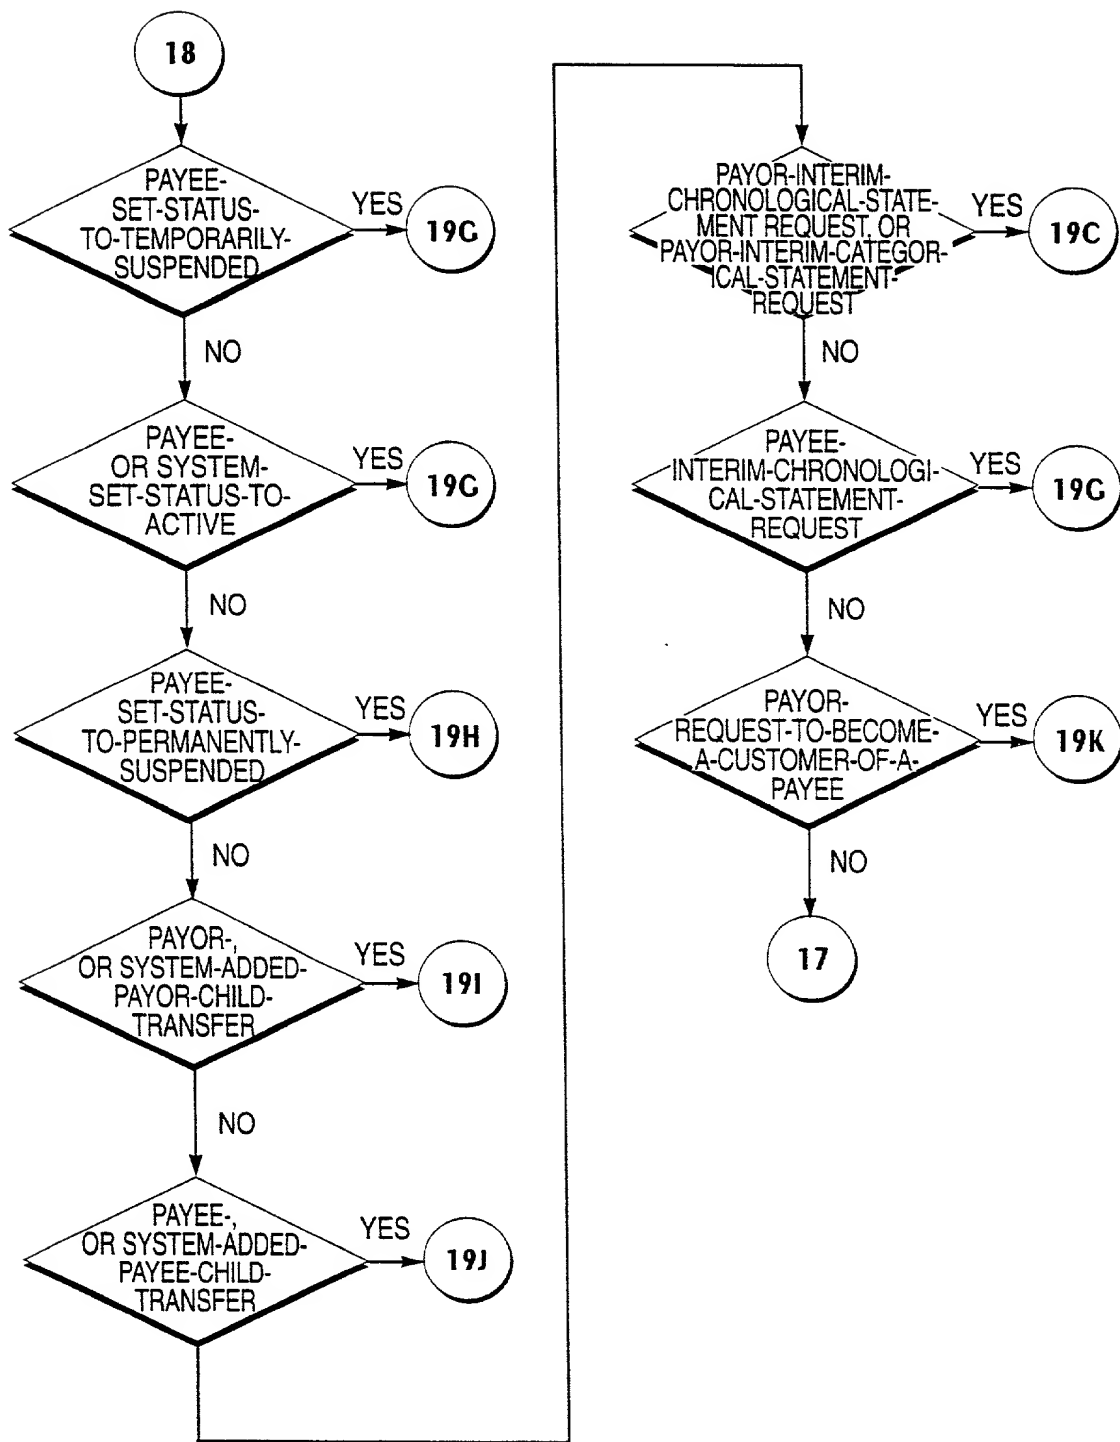 18
PAYEE-
SET-STATUS-
TO-TEMPORARILY-
SUSPENDED
YES
19G
NO
PAYEE-
OR SYSTEM-
SET-STATUS-TO-
ACTIVE
YES
19G
NO
PAYEE-
SET-STATUS-
TO-PERMANENTLY-
SUSPENDED
YES
19H
NO
PAYOR-,
OR SYSTEM-ADDED-
PAYOR-CHILD-
TRANSFER
YES
19I
NO
PAYEE-,
OR SYSTEM-ADDED-
PAYEE-CHILD-
TRANSFER
YES
19J
PAYOR-INTERIM-
CHRONOLOGICAL-STATE-
MENT REQUEST, OR
PAYOR-INTERIM-CATEGOR-
ICAL-STATEMENT-
REQUEST
YES
19C
NO
PAYEE-
INTERIM-CHRONOLOGI-
CAL-STATEMENT-
REQUEST
YES
19G
NO
PAYOR-
REQUEST-TO-BECOME-
A-CUSTOMER-OF-A-
PAYEE
YES
19K
NO
17